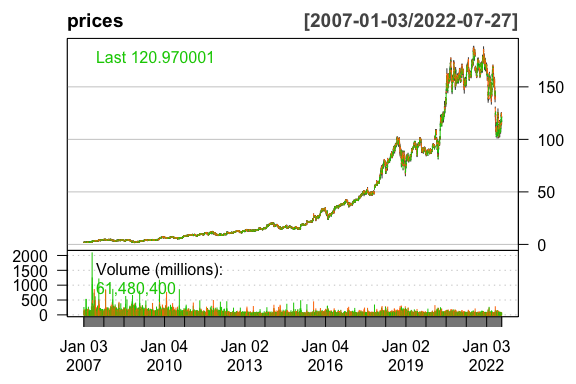 prices [2007-01-03/2022-07-27]
Last 120.970001
150
100
50
0
Volume (millions):
61,480,400
2000
1500
1000
500
0
Jan 03 Jan 04 Jan 02 Jan 04 Jan 02 Jan 03
2007 2010 2013 2016 2019 2022